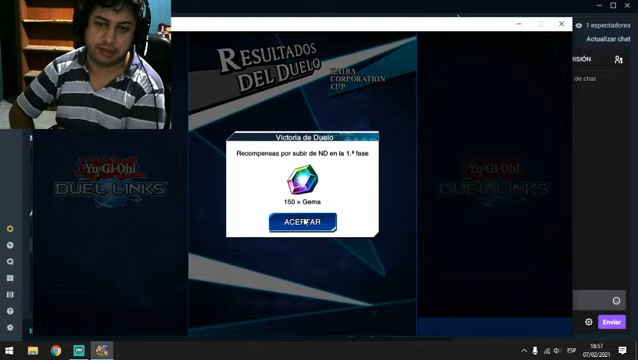 1 espectadores
Actualizar chat
RESULTADOS
DEL DUELO
KAIBA
CORPORATION
CUP
de chat
Victoria de Duelo
Recompensas por subir de ND en la 1.ª fase
150 × Gema
ACEPTAR
Yu-Gi-Oh!
DUEL LINKS
Yu-Gi-Oh!
DUEL LINKS
Enviar
ESP
18:57
07/02/2021